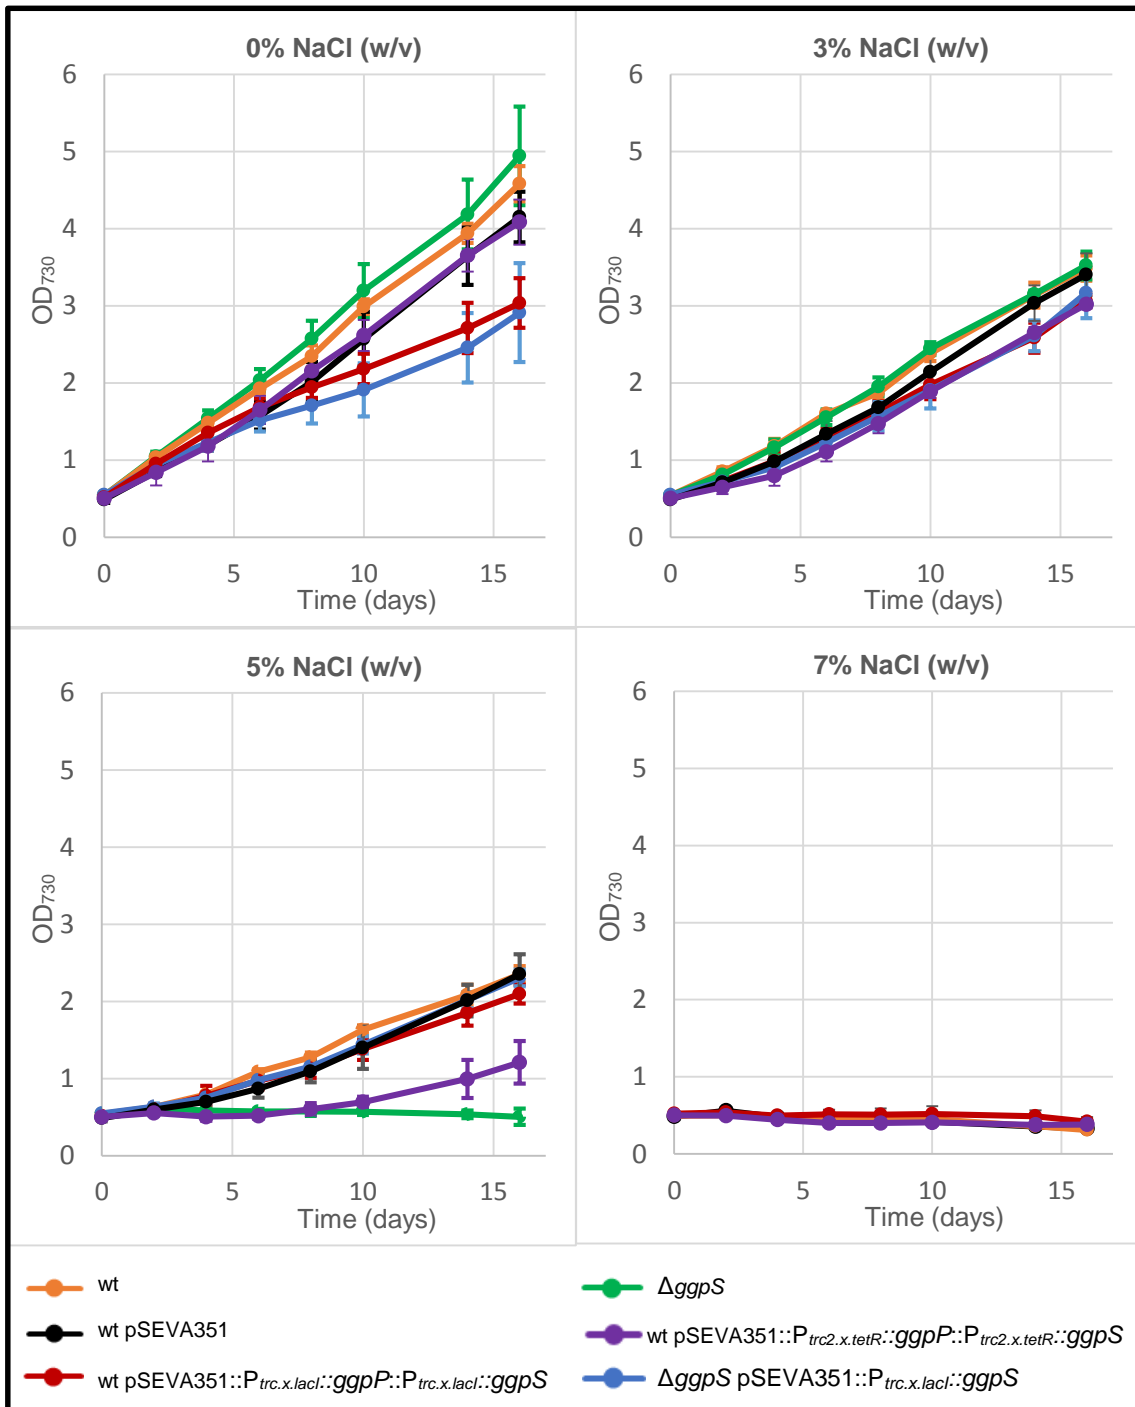 0% NaCl (w/v)
6
5
4
3
2
1
0
OD730
0 5 10 15
Time (days)
3% NaCl (w/v)
6
5
4
3
2
1
0
OD730
0 5 10 15
Time (days)
5% NaCl (w/v)
6
5
4
3
2
1
0
OD730
0 5 10 15
Time (days)
7% NaCl (w/v)
6
5
4
3
2
1
0
OD730
0 5 10 15
Time (days)
wt
wt pSEVA351
wt pSEVA351::Ptrc.x.lacI::ggpP::Ptrc.x.lacI::ggpS
ΔggpS
wt pSEVA351::Ptrc2.x.tetR::ggpP::Ptrc2.x.tetR::ggpS
ΔggpS pSEVA351::Ptrc.x.lacI::ggpS